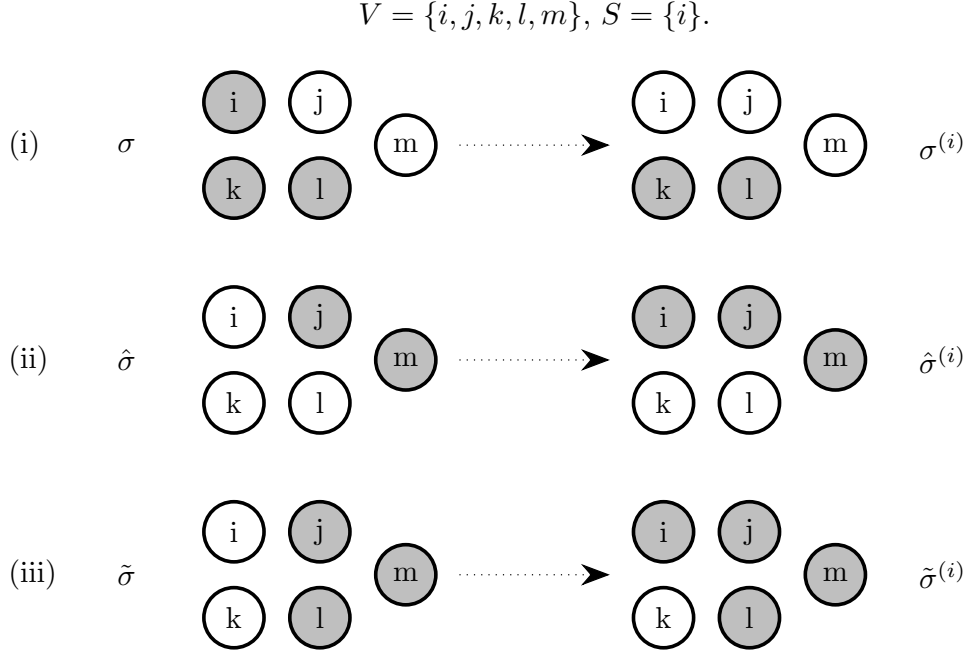 V = {i, j, k, l, m}, S = {i}.
i j i j
(i) σ m m σ^{(i)}
k l k l
i j i j
(ii) σ̂ m m σ̂^{(i)}
k l k l
i j i j
(iii) σ̃ m m σ̃^{(i)}
k l k l